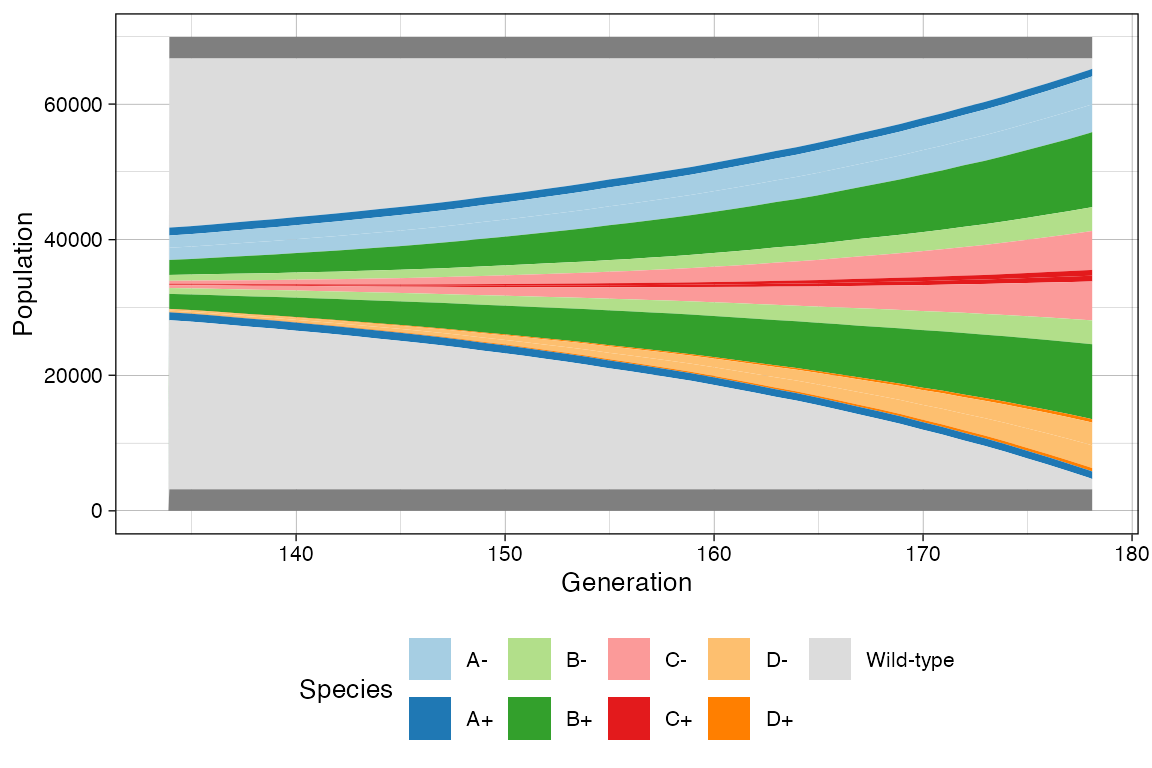 Population
60000
40000
20000
0
140 150 160 170 180
Generation
Species
A- B- C- D- Wild-type
A+ B+ C+ D+